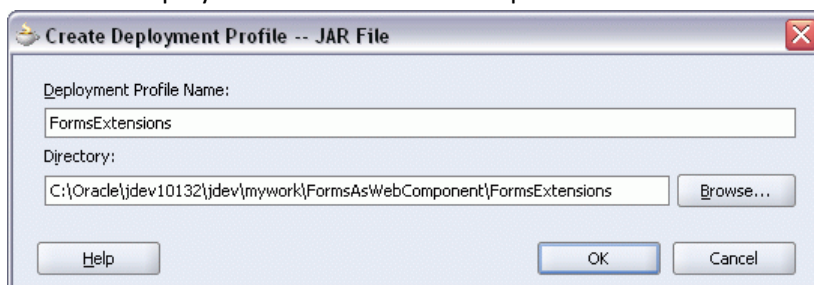 Create Deployment Profile -- JAR File
Deployment Profile Name:
FormsExtensions
Directory:
C:\Oracle\jdev10132\jdev\mywork\FormsAsWebComponent\FormsExtensions Browse...
Help OK Cancel